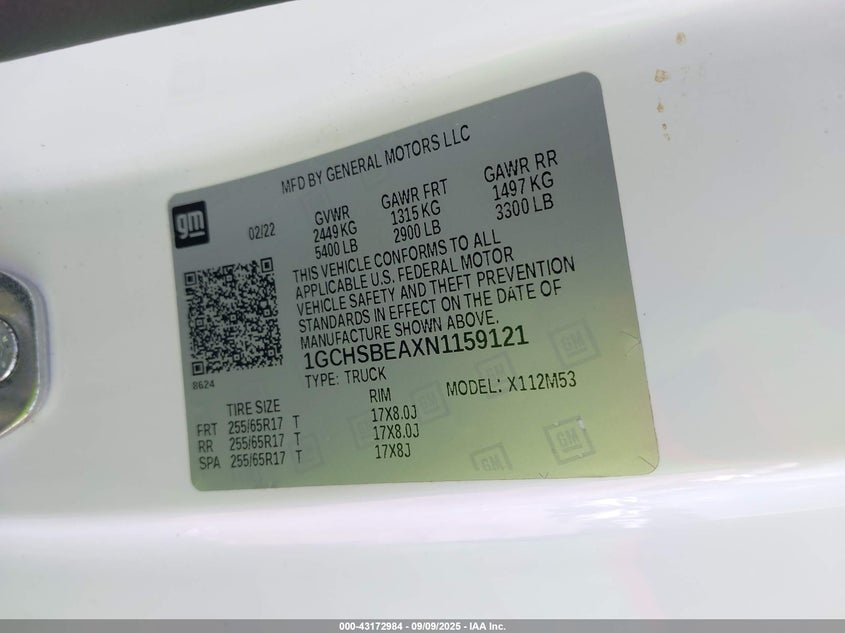 MFD BY GENERAL MOTORS LLC
gm
02/22
GVWR GAWR FRT GAWR RR
2449 KG 1315 KG 1497 KG
5400 LB 2900 LB 3300 LB
THIS VEHICLE CONFORMS TO ALL
APPLICABLE U.S. FEDERAL MOTOR
VEHICLE SAFETY AND THEFT PREVENTION
STANDARDS IN EFFECT ON THE DATE OF
MANUFACTURE SHOWN ABOVE.
1GCHSBEAXN1159121
8624
TYPE: TRUCK
MODEL: X112M53
TIRE SIZE RIM
FRT 255/65R17 T 17X8.0J
RR 255/65R17 T 17X8.0J
SPA 255/65R17 T 17X8J
GM
GM
000-43172984 - 09/09/2025 - IAA Inc.